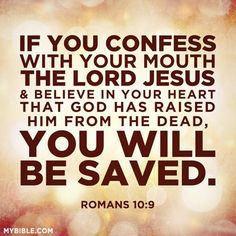 IF YOU CONFESS
WITH YOUR MOUTH
THE LORD JESUS
& BELIEVE IN YOUR HEART
THAT GOD HAS RAISED
HIM FROM THE DEAD,
YOU WILL
BE SAVED.
ROMANS 10:9
MYBIBLE.COM